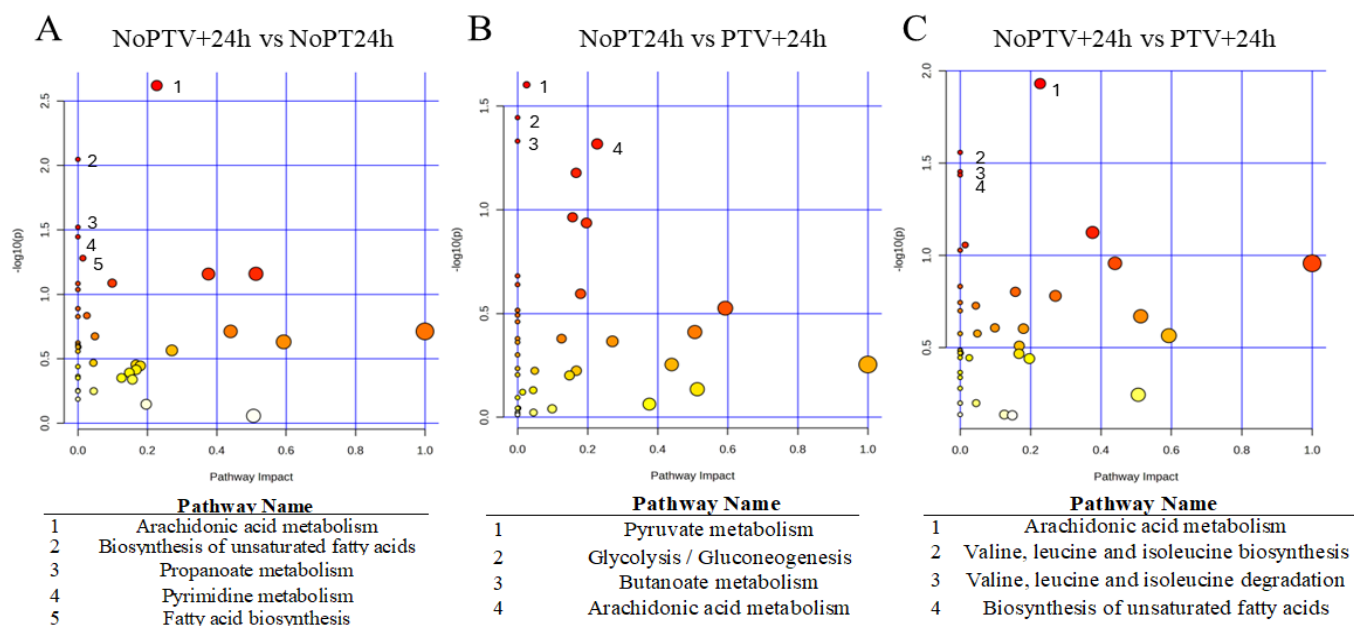 A
NoPTV+24h vs NoPT24h
-log10(p)
2.5
2.0
1.5
1.0
0.5
0.0
1
2
3
4
5
0.0 0.2 0.4 0.6 0.8 1.0
Pathway Impact
Pathway Name
1 Arachidonic acid metabolism
2 Biosynthesis of unsaturated fatty acids
3 Propanoate metabolism
4 Pyrimidine metabolism
5 Fatty acid biosynthesis
B
NoPT24h vs PTV+24h
-log10(p)
1.5
1.0
0.5
0.0
1
2
3
4
0.0 0.2 0.4 0.6 0.8 1.0
Pathway Impact
Pathway Name
1 Pyruvate metabolism
2 Glycolysis / Gluconeogenesis
3 Butanoate metabolism
4 Arachidonic acid metabolism
C
NoPTV+24h vs PTV+24h
-log10(p)
2.0
1.5
1.0
0.5
1
2
3
4
0.0 0.2 0.4 0.6 0.8 1.0
Pathway Impact
Pathway Name
1 Arachidonic acid metabolism
2 Valine, leucine and isoleucine biosynthesis
3 Valine, leucine and isoleucine degradation
4 Biosynthesis of unsaturated fatty acids